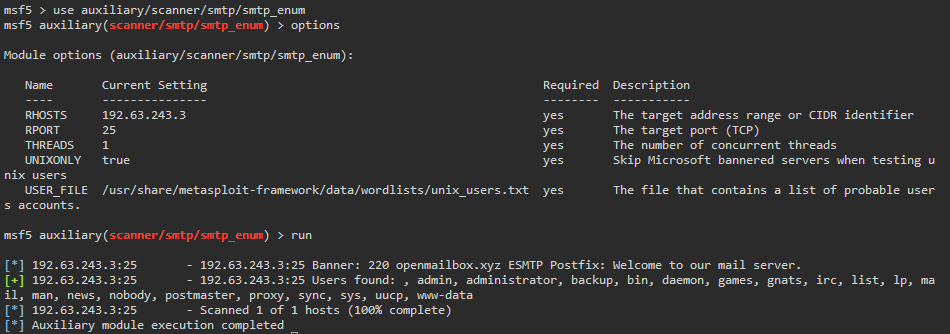 msf5 > use auxiliary/scanner/smtp/smtp_enum
msf5 auxiliary(scanner/smtp/smtp_enum) > options
Module options (auxiliary/scanner/smtp/smtp_enum):
Name Current Setting Required Description
---- --------------- -------- -----------
RHOSTS 192.63.243.3 yes The target address range or CIDR identifier
RPORT 25 yes The target port (TCP)
THREADS 1 yes The number of concurrent threads
UNIXONLY true yes Skip Microsoft bannered servers when testing u
nix users
USER_FILE /usr/share/metasploit-framework/data/wordlists/unix_users.txt yes The file that contains a list of probable user
s accounts.
msf5 auxiliary(scanner/smtp/smtp_enum) > run
[*] 192.63.243.3:25 - 192.63.243.3:25 Banner: 220 openmailbox.xyz ESMTP Postfix: Welcome to our mail server.
[+] 192.63.243.3:25 - 192.63.243.3:25 Users found: , admin, administrator, backup, bin, daemon, games, gnats, irc, list, lp, ma
il, man, news, nobody, postmaster, proxy, sync, sys, uucp, www-data
[*] 192.63.243.3:25 - Scanned 1 of 1 hosts (100% complete)
[*] Auxiliary module execution completed